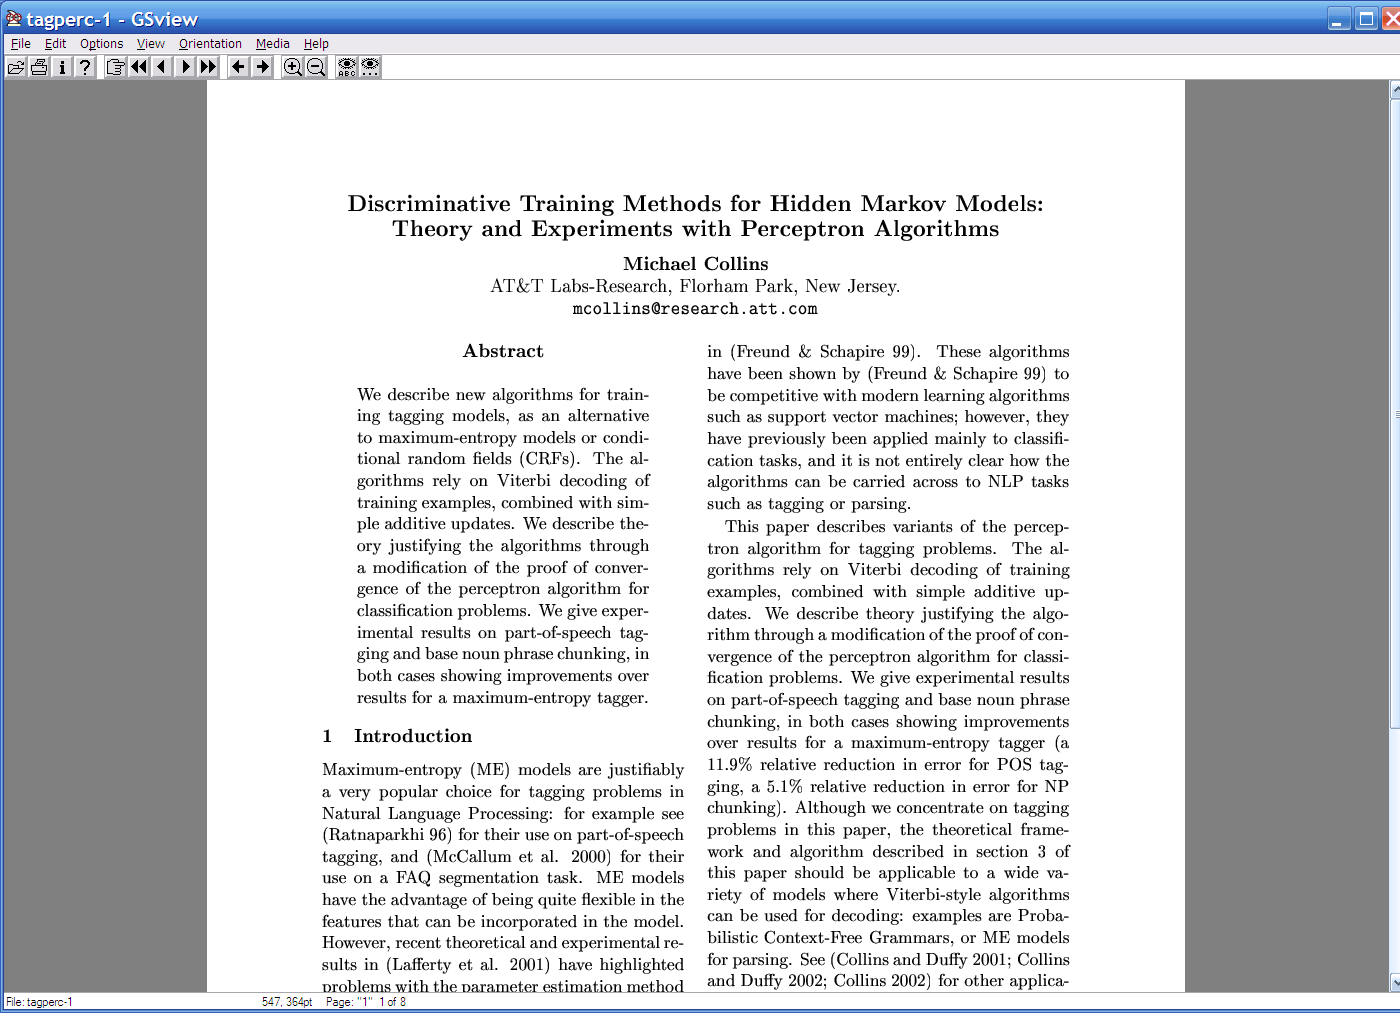 tagperc-1 - GSview
File Edit Options View Orientation Media Help
i ? ABC
Discriminative Training Methods for Hidden Markov Models:
Theory and Experiments with Perceptron Algorithms
Michael Collins
AT&T Labs-Research, Florham Park, New Jersey.
mcollins@research.att.com
Abstract
We describe new algorithms for train-
ing tagging models, as an alternative
to maximum-entropy models or condi-
tional random fields (CRFs). The al-
gorithms rely on Viterbi decoding of
training examples, combined with sim-
ple additive updates. We describe the-
ory justifying the algorithms through
a modification of the proof of conver-
gence of the perceptron algorithm for
classification problems. We give exper-
imental results on part-of-speech tag-
ging and base noun phrase chunking, in
both cases showing improvements over
results for a maximum-entropy tagger.
1 Introduction
Maximum-entropy (ME) models are justifiably
a very popular choice for tagging problems in
Natural Language Processing: for example see
(Ratnaparkhi 96) for their use on part-of-speech
tagging, and (McCallum et al. 2000) for their
use on a FAQ segmentation task. ME models
have the advantage of being quite flexible in the
features that can be incorporated in the model.
However, recent theoretical and experimental re-
sults in (Lafferty et al. 2001) have highlighted
problems with the parameter estimation method
in (Freund & Schapire 99). These algorithms
have been shown by (Freund & Schapire 99) to
be competitive with modern learning algorithms
such as support vector machines; however, they
have previously been applied mainly to classifi-
cation tasks, and it is not entirely clear how the
algorithms can be carried across to NLP tasks
such as tagging or parsing.
This paper describes variants of the percep-
tron algorithm for tagging problems. The al-
gorithms rely on Viterbi decoding of training
examples, combined with simple additive up-
dates. We describe theory justifying the algo-
rithm through a modification of the proof of con-
vergence of the perceptron algorithm for classi-
fication problems. We give experimental results
on part-of-speech tagging and base noun phrase
chunking, in both cases showing improvements
over results for a maximum-entropy tagger (a
11.9% relative reduction in error for POS tag-
ging, a 5.1% relative reduction in error for NP
chunking). Although we concentrate on tagging
problems in this paper, the theoretical frame-
work and algorithm described in section 3 of
this paper should be applicable to a wide va-
riety of models where Viterbi-style algorithms
can be used for decoding: examples are Proba-
bilistic Context-Free Grammars, or ME models
for parsing. See (Collins and Duffy 2001; Collins
and Duffy 2002; Collins 2002) for other applica-
File: tagperc-1 547, 364pt Page: "1" 1 of 8